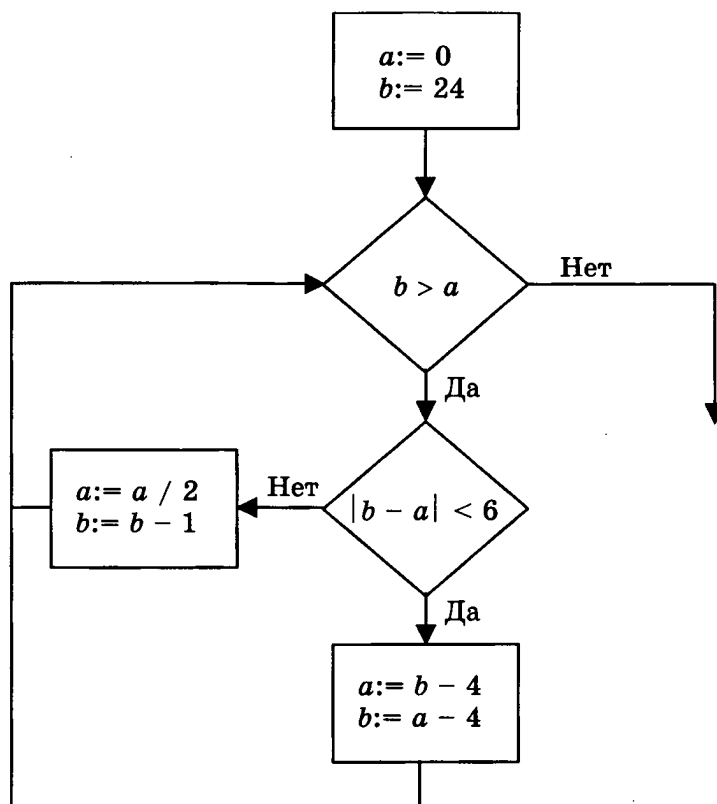 a:= 0
b:= 24
b > a
Нет
Да
a:= a / 2
b:= b − 1
Нет
|b − a| < 6
Да
a:= b − 4
b:= a − 4